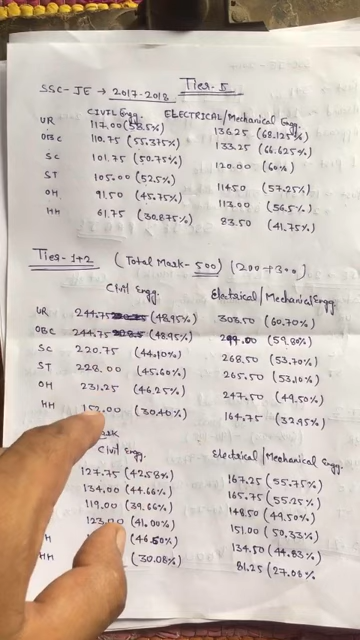 SSC-JE → 2017-2018
Tier-I
CIVIL Engg. ELECTRICAL/Mechanical Engg.
UR 117.00 (58.5%) 136.25 (68.125%)
OBC 110.75 (55.375%) 133.25 (66.625%)
SC 101.75 (50.75%) 120.00 (60%)
ST 105.00 (52.5%) 114.50 (57.25%)
OH 91.50 (45.75%) 113.00 (56.5%)
HH 61.75 (30.875%) 83.50 (41.75%)
Tier-1+2 (Total Mark-500) (200+300)
Civil Engg. Electrical/Mechanical Engg.
UR 244.75 (48.95%) 303.50 (60.70%)
OBC 244.75 (48.95%) 299.00 (59.80%)
SC 220.75 (44.10%) 268.50 (53.70%)
ST 228.00 (45.60%) 265.50 (53.10%)
OH 231.25 (46.25%) 247.50 (49.50%)
HH 152.00 (30.40%) 164.75 (32.95%)
Civil Engg. Electrical/Mechanical Engg.
127.75 (42.58%) 167.25 (55.75%)
134.00 (44.66%) 165.75 (55.25%)
119.00 (39.66%) 148.50 (49.50%)
123.00 (41.00%) 151.00 (50.33%)
(46.50%) 134.50 (44.83%)
HH (30.08%) 81.25 (27.08%